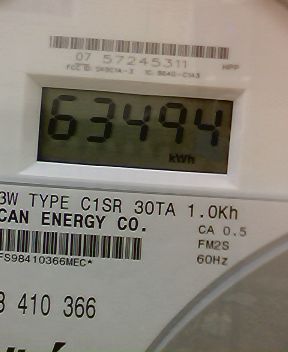 07 57245311
HPP
63494
kWh
3W TYPE C1SR 30TA 1.0Kh
CAN ENERGY CO.
CA 0.5
FM2S
60Hz
FS98410366MEC*
410 366